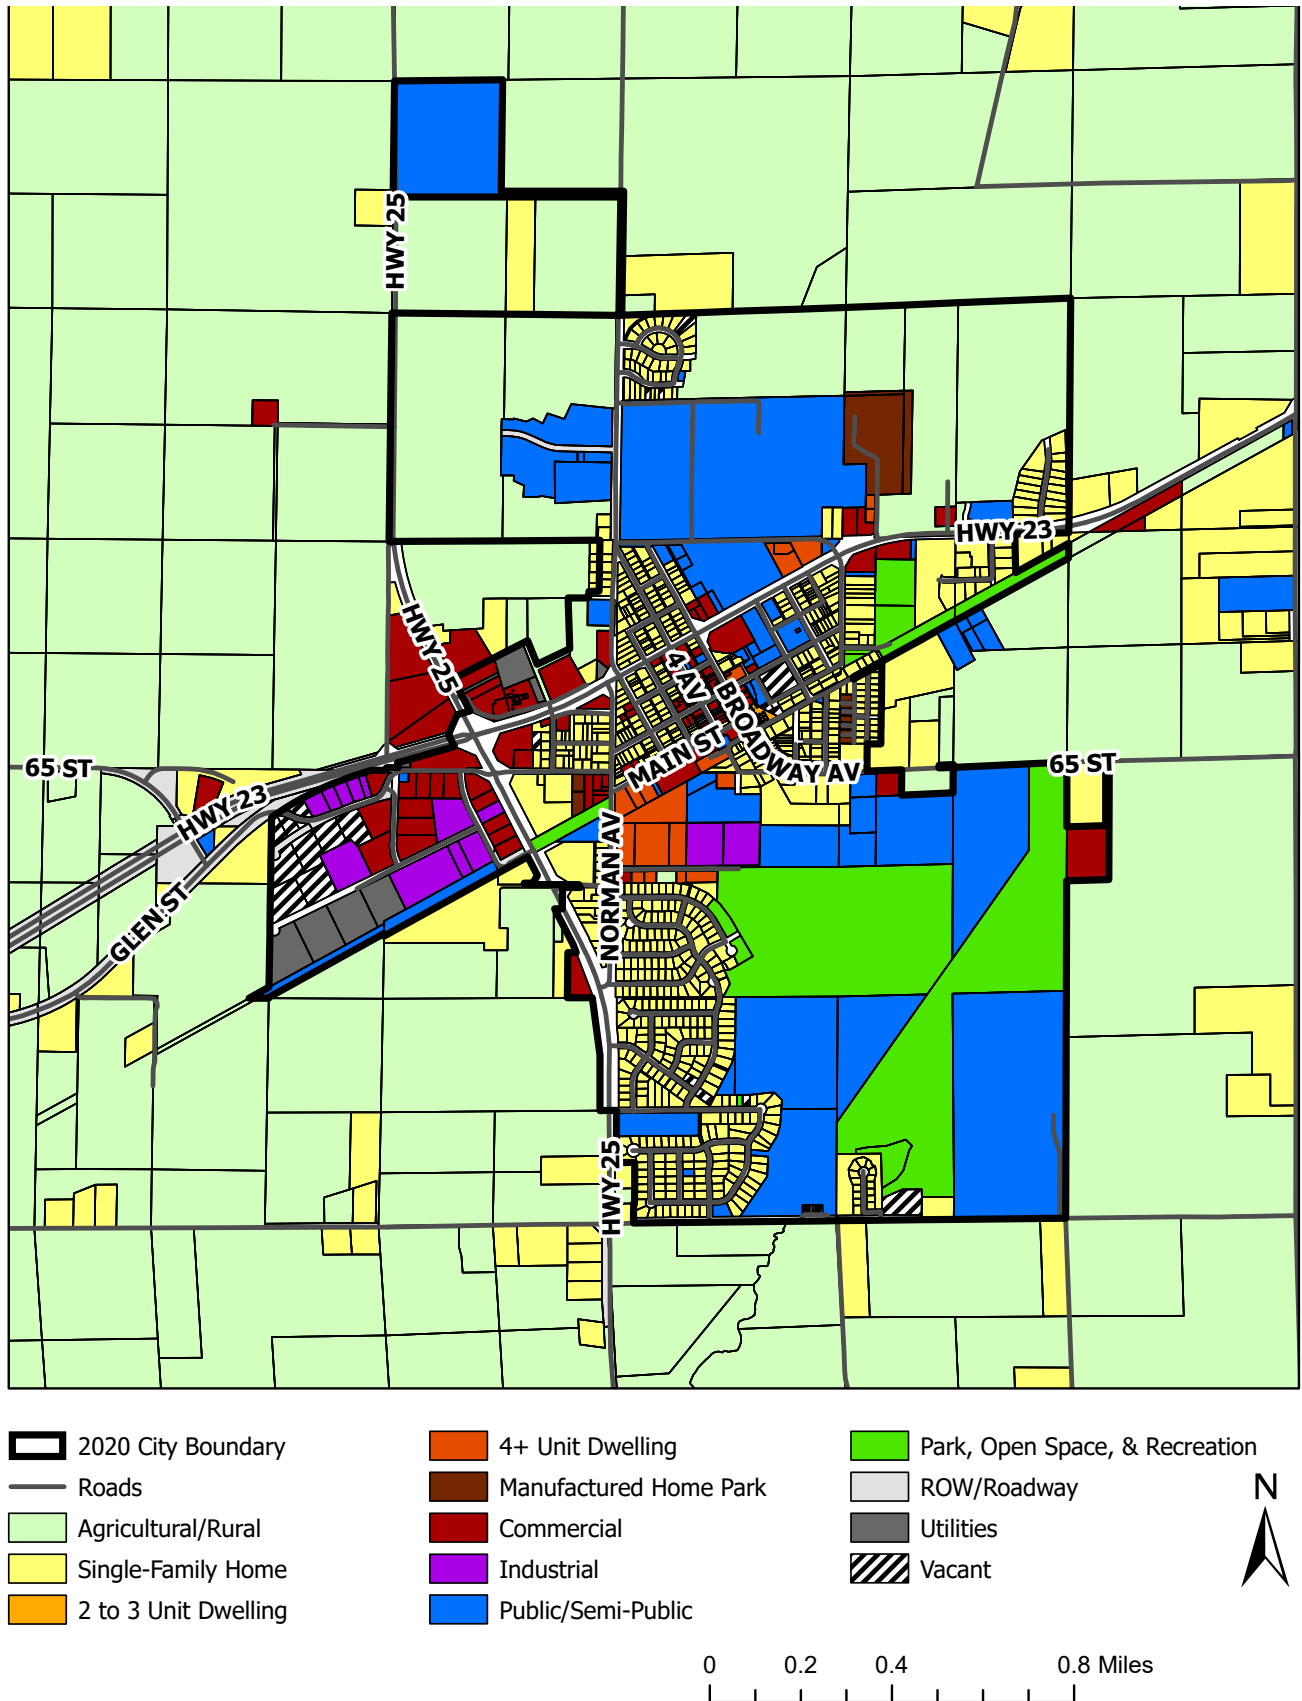 HWY 25
HWY 23
HWY 25
4 AV
BROADWAY AV
MAIN ST
65 ST
65 ST
HWY 23
NORMAN AV
GLEN ST
HWY 25
2020 City Boundary
Roads
Agricultural/Rural
Single-Family Home
2 to 3 Unit Dwelling
4+ Unit Dwelling
Manufactured Home Park
Commercial
Industrial
Public/Semi-Public
Park, Open Space, & Recreation
ROW/Roadway
Utilities
Vacant
N
0 0.2 0.4 0.8 Miles